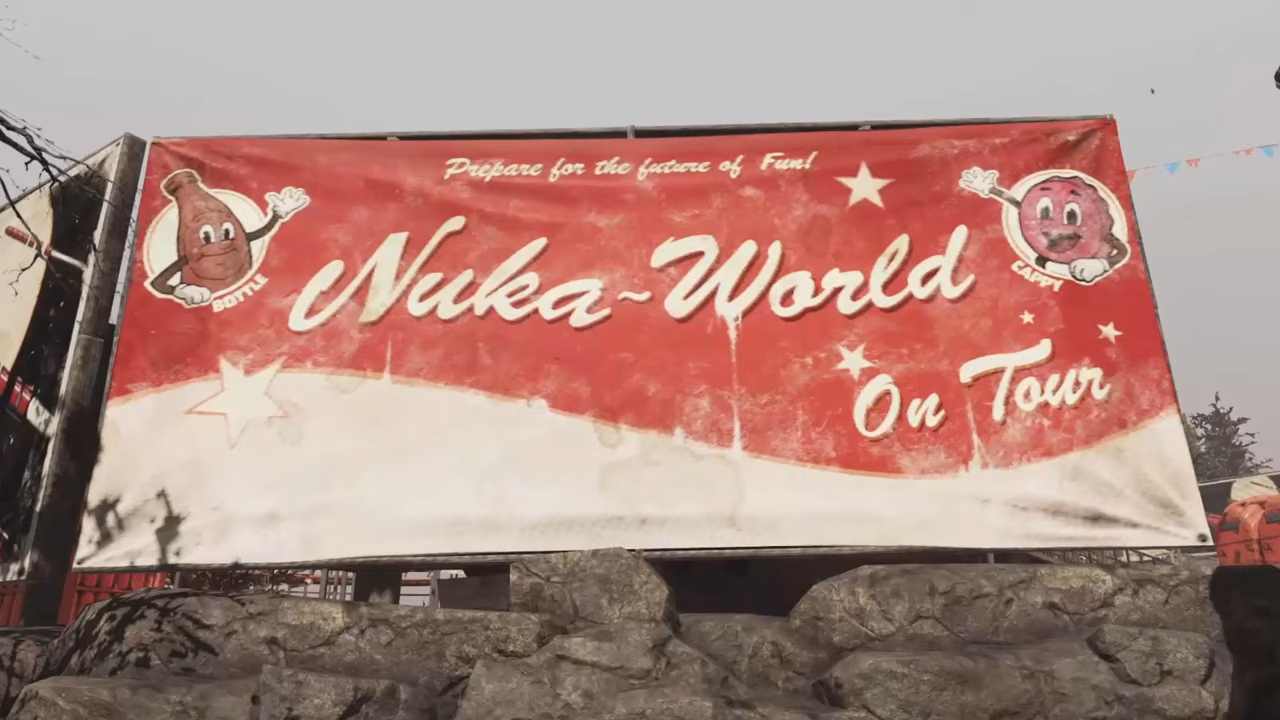 Prepare for the future of Fun!
BOTTLE
Nuka~World
CAPPY
On Tour